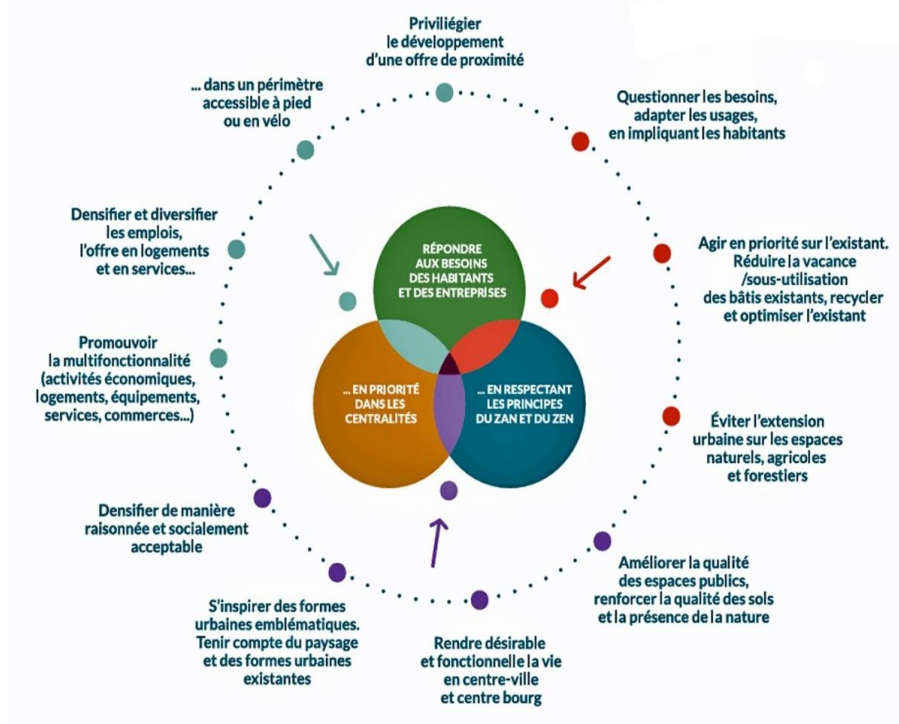 Priviliégier
le développement
d'une offre de proximité
... dans un périmètre
accessible à pied
ou en vélo
Questionner les besoins,
adapter les usages,
en impliquant les habitants
Densifier et diversifier
les emplois,
l'offre en logements
et en services...
Agir en priorité sur l'existant.
Réduire la vacance
/sous-utilisation
des bâtis existants, recycler
et optimiser l'existant
RÉPONDRE
AUX BESOINS
DES HABITANTS
ET DES ENTREPRISES
Promouvoir
la multifonctionnalité
(activités économiques,
logements, équipements,
services, commerces...)
... EN PRIORITÉ
DANS LES
CENTRALITÉS
... EN RESPECTANT
LES PRINCIPES
DU ZAN ET DU ZEN
Éviter l'extension
urbaine sur les espaces
naturels, agricoles
et forestiers
Densifier de manière
raisonnée et socialement
acceptable
Améliorer la qualité
des espaces publics,
renforcer la qualité des sols
et la présence de la nature
S'inspirer des formes
urbaines emblématiques.
Tenir compte du paysage
et des formes urbaines
existantes
Rendre désirable
et fonctionnelle la vie
en centre-ville
et centre bourg